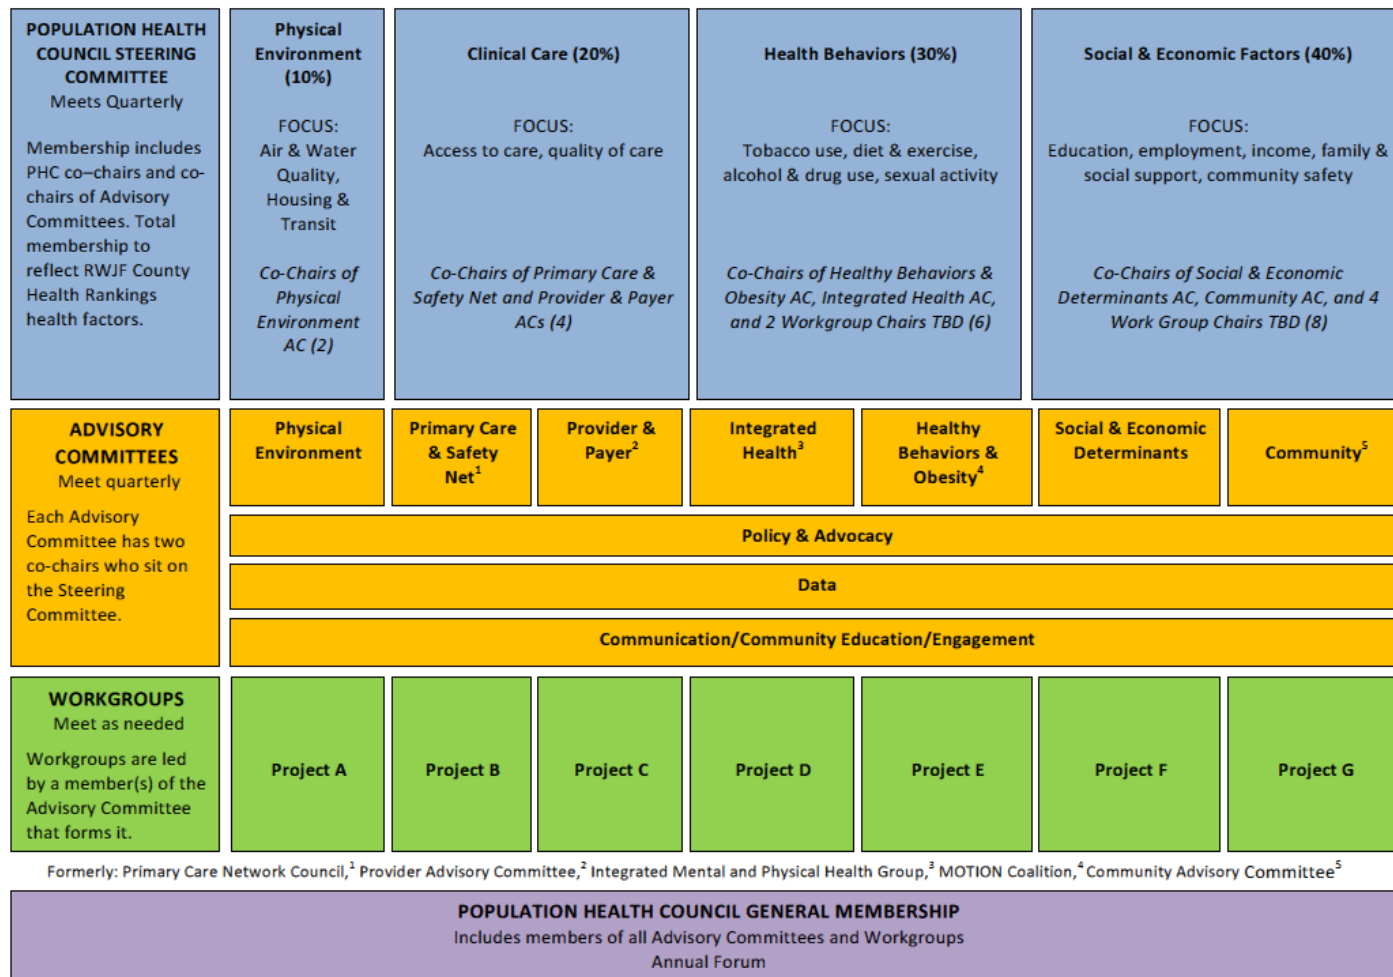 POPULATION HEALTH
COUNCIL STEERING
COMMITTEE
Meets Quarterly
Membership includes
PHC co–chairs and co-
chairs of Advisory
Committees. Total
membership to
reflect RWJF County
Health Rankings
health factors.
Physical
Environment
(10%)
FOCUS:
Air & Water
Quality,
Housing &
Transit
Co-Chairs of
Physical
Environment
AC (2)
Clinical Care (20%)
FOCUS:
Access to care, quality of care
Co-Chairs of Primary Care &
Safety Net and Provider & Payer
ACs (4)
Health Behaviors (30%)
FOCUS:
Tobacco use, diet & exercise,
alcohol & drug use, sexual activity
Co-Chairs of Healthy Behaviors &
Obesity AC, Integrated Health AC,
and 2 Workgroup Chairs TBD (6)
Social & Economic Factors (40%)
FOCUS:
Education, employment, income, family &
social support, community safety
Co-Chairs of Social & Economic
Determinants AC, Community AC, and 4
Work Group Chairs TBD (8)
ADVISORY
COMMITTEES
Meet quarterly
Each Advisory
Committee has two
co-chairs who sit on
the Steering
Committee.
Physical
Environment
Primary Care
& Safety
Net¹
Provider &
Payer²
Integrated
Health³
Healthy
Behaviors &
Obesity⁴
Social & Economic
Determinants
Community⁵
Policy & Advocacy
Data
Communication/Community Education/Engagement
WORKGROUPS
Meet as needed
Workgroups are led
by a member(s) of the
Advisory Committee
that forms it.
Project A
Project B
Project C
Project D
Project E
Project F
Project G
Formerly: Primary Care Network Council,¹ Provider Advisory Committee,² Integrated Mental and Physical Health Group,³ MOTION Coalition,⁴ Community Advisory Committee⁵
POPULATION HEALTH COUNCIL GENERAL MEMBERSHIP
Includes members of all Advisory Committees and Workgroups
Annual Forum